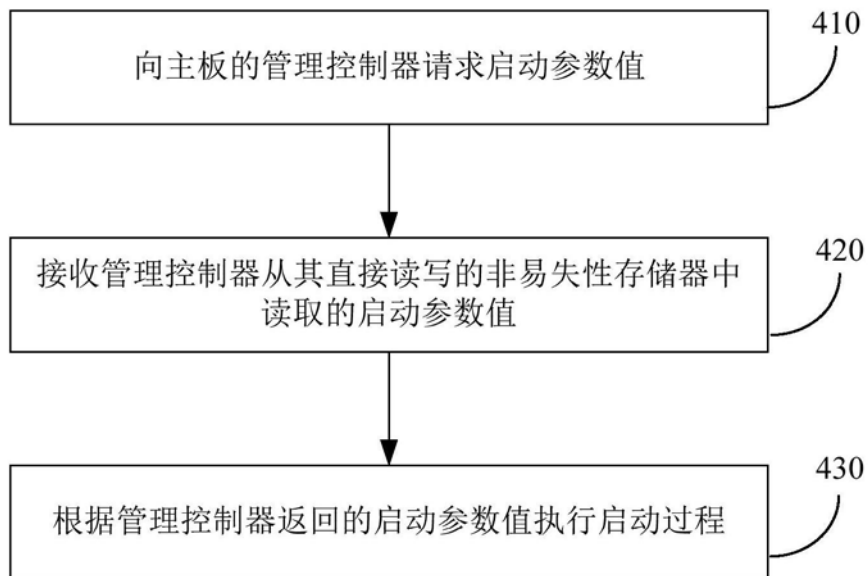 410
向主板的管理控制器请求启动参数值
420
接收管理控制器从其直接读写的非易失性存储器中
读取的启动参数值
430
根据管理控制器返回的启动参数值执行启动过程